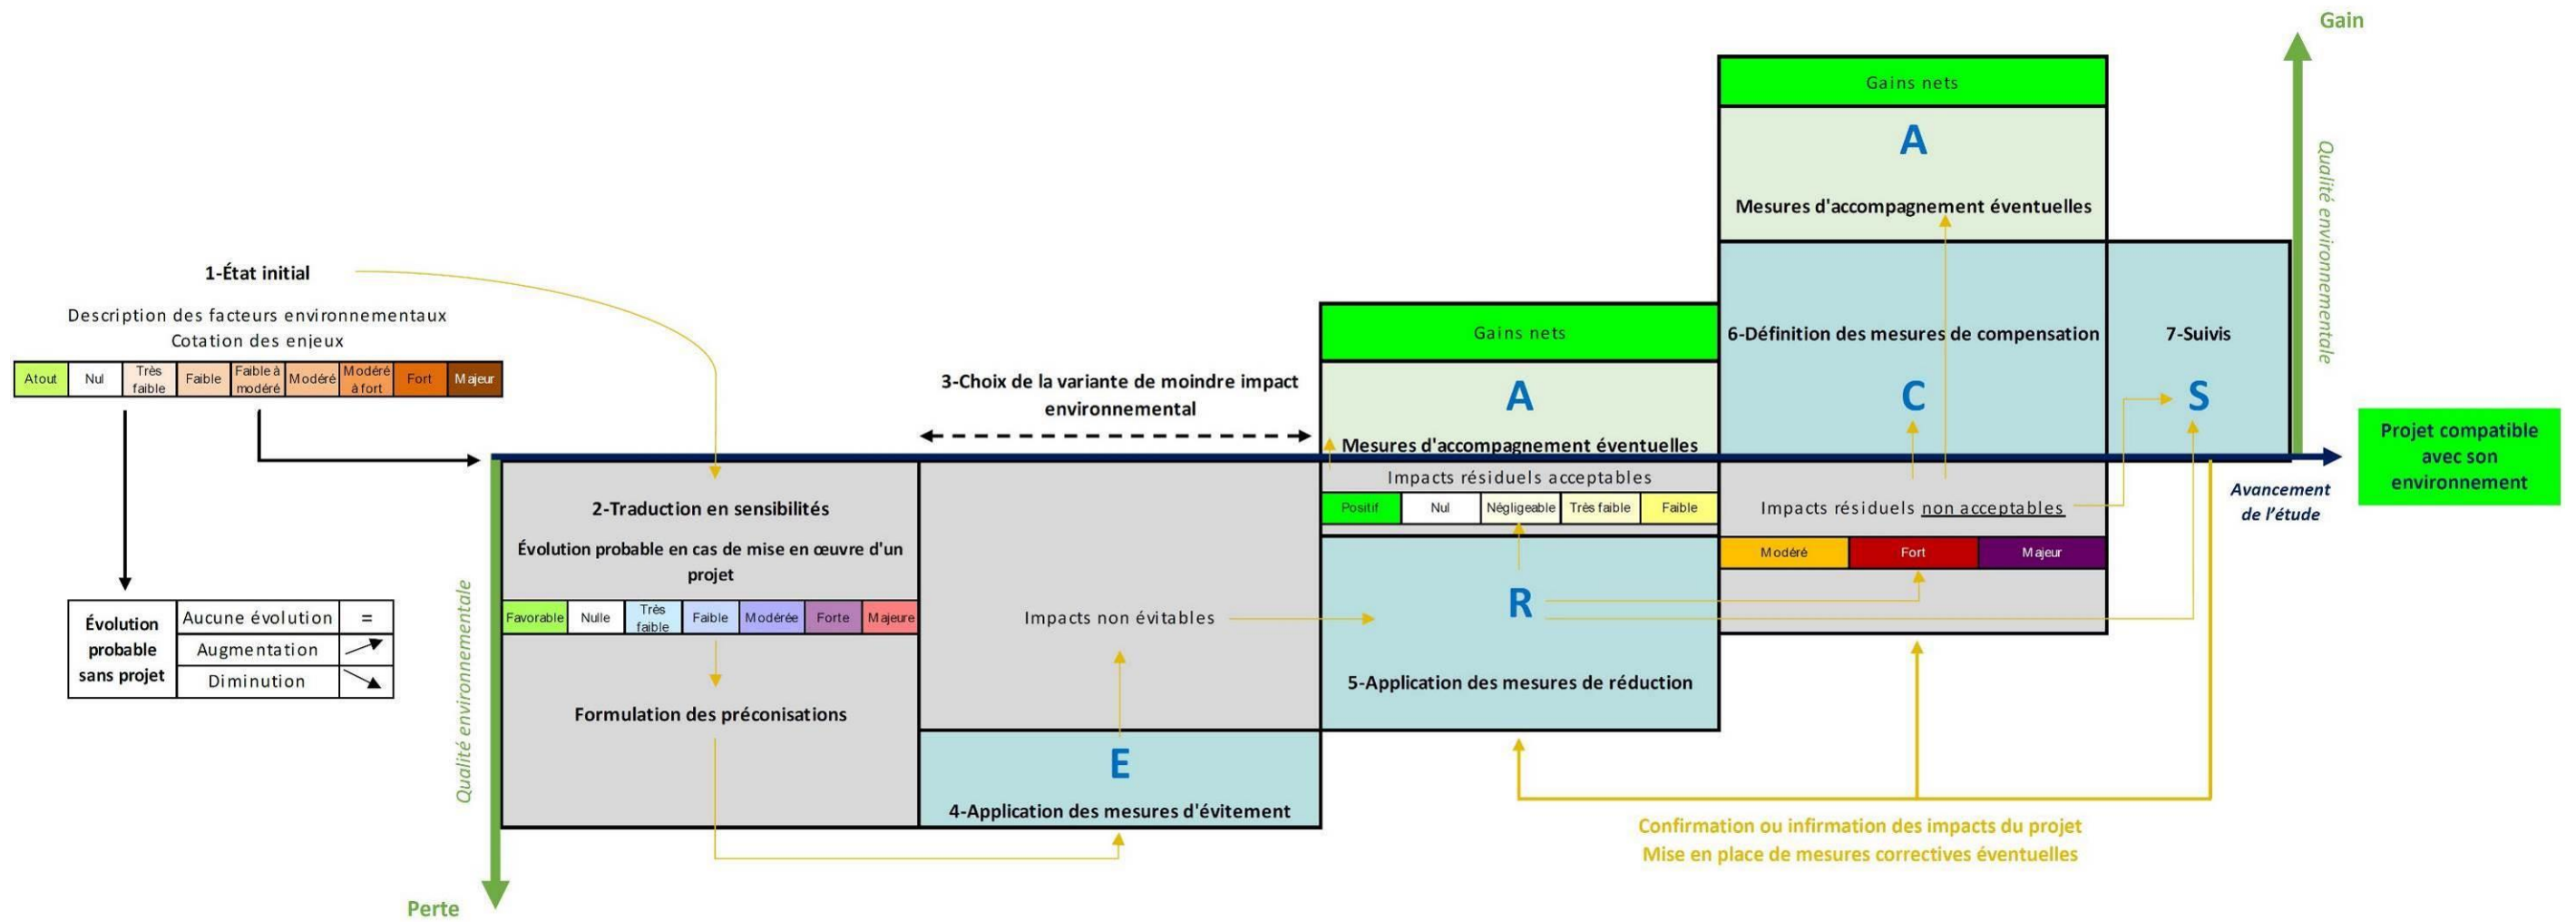 Gain
Qualité environnementale
Gains nets
A
Mesures d'accompagnement éventuelles
1-État initial
Description des facteurs environnementaux
Cotation des enjeux
Atout
Nul
Très
faible
Faible
Faible à
modéré
Modéré
Modéré
à fort
Fort
Majeur
3-Choix de la variante de moindre impact
environnemental
Gains nets
A
Mesures d'accompagnement éventuelles
6-Définition des mesures de compensation
C
7-Suivis
S
Projet compatible
avec son
environnement
Avancement
de l'étude
2-Traduction en sensibilités
Évolution probable en cas de mise en œuvre d'un
projet
Favorable
Nulle
Très
faible
Faible
Modérée
Forte
Majeure
Formulation des préconisations
Impacts non évitables
E
4-Application des mesures d'évitement
Impacts résiduels acceptables
Positif
Nul
Négligeable
Très faible
Faible
R
5-Application des mesures de réduction
Impacts résiduels non acceptables
Modéré
Fort
Majeur
Évolution
probable
sans projet
Aucune évolution =
Augmentation
Diminution
Qualité environnementale
Perte
Confirmation ou infirmation des impacts du projet
Mise en place de mesures correctives éventuelles